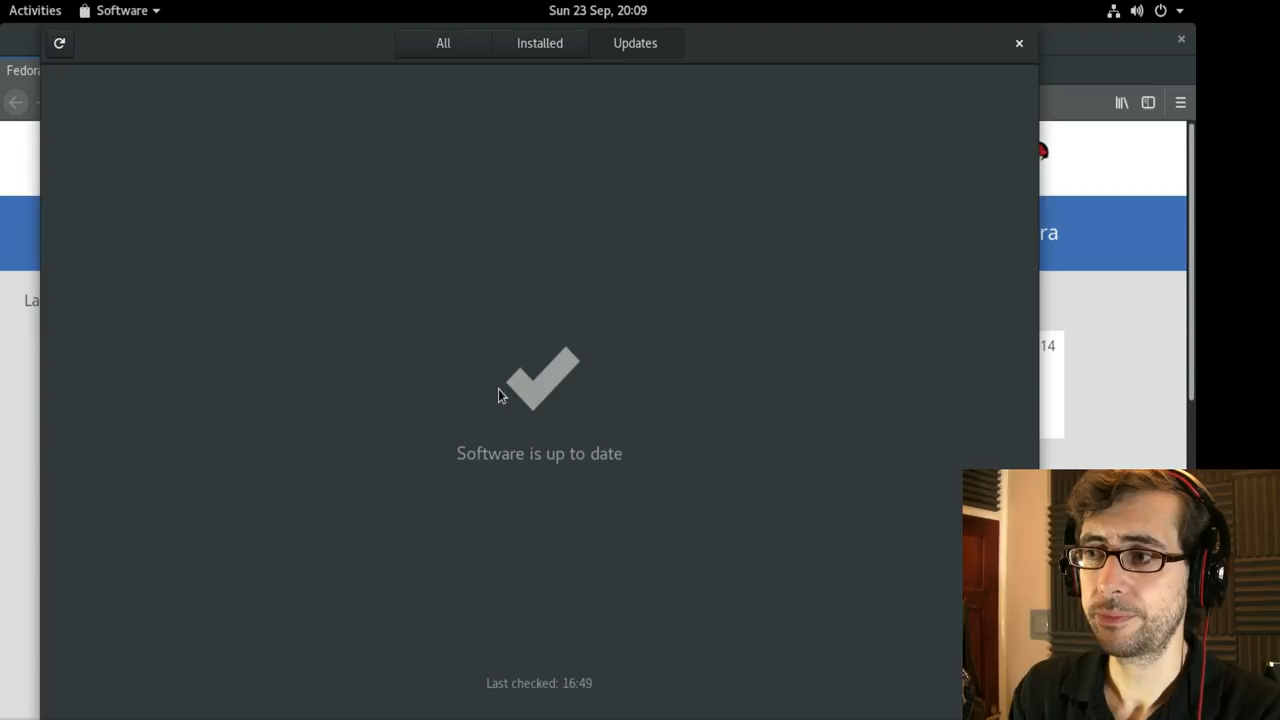 Activities Software Sun 23 Sep, 20:09
All Installed Updates
Fedora
ra
La
14
Software is up to date
Last checked: 16:49